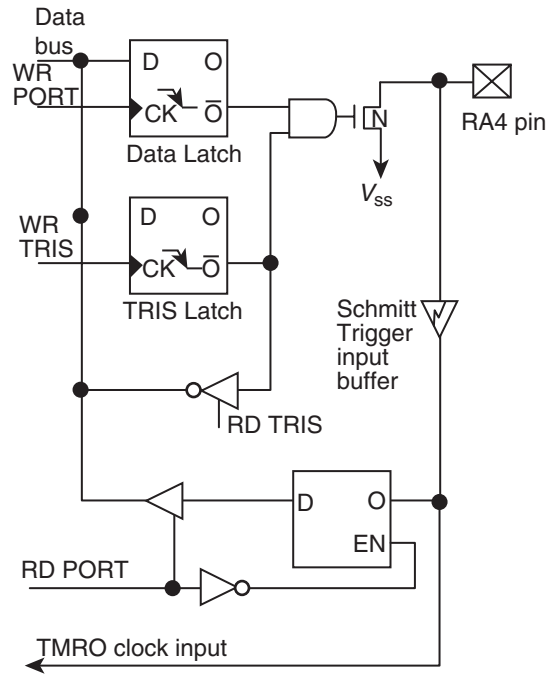 Data
bus
WR
PORT
D O
CK O̅
Data Latch
N
RA4 pin
Vss
WR
TRIS
D O
CK O̅
TRIS Latch
Schmitt
Trigger
input
buffer
RD TRIS
D O
EN
RD PORT
TMRO clock input